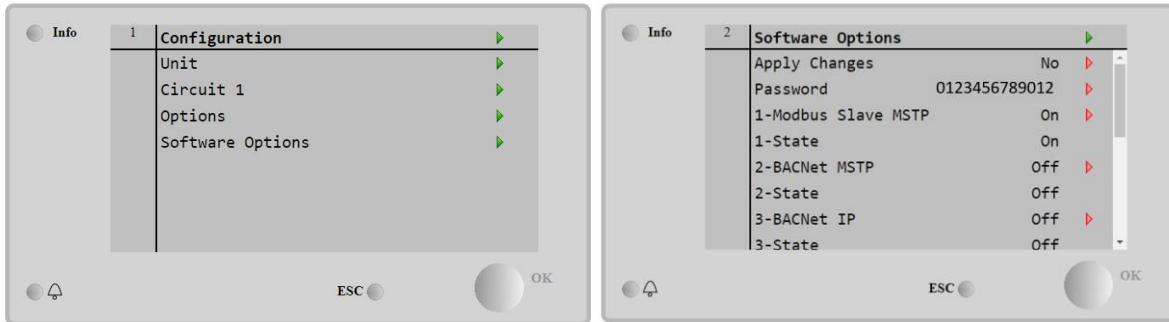 Info
1
Configuration
Unit
Circuit 1
Options
Software Options
ESC
OK
Info
2
Software Options
Apply Changes No
Password 0123456789012
1-Modbus Slave MSTP On
1-State On
2-BACNet MSTP Off
2-State Off
3-BACNet IP Off
3-State Off
ESC
OK